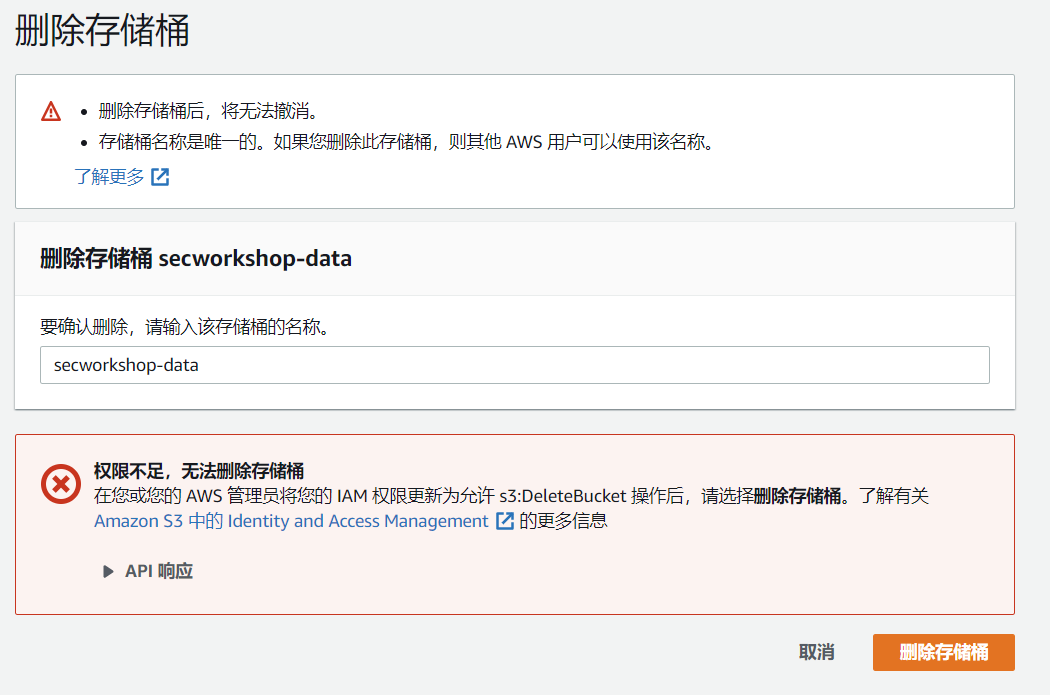 删除存储桶
删除存储桶后，将无法撤消。
存储桶名称是唯一的。如果您删除此存储桶，则其他 AWS 用户可以使用该名称。
了解更多
删除存储桶 secworkshop-data
要确认删除，请输入该存储桶的名称。
secworkshop-data
权限不足，无法删除存储桶
在您或您的 AWS 管理员将您的 IAM 权限更新为允许 s3:DeleteBucket 操作后，请选择删除存储桶。了解有关
Amazon S3 中的 Identity and Access Management 的更多信息
API 响应
取消
删除存储桶